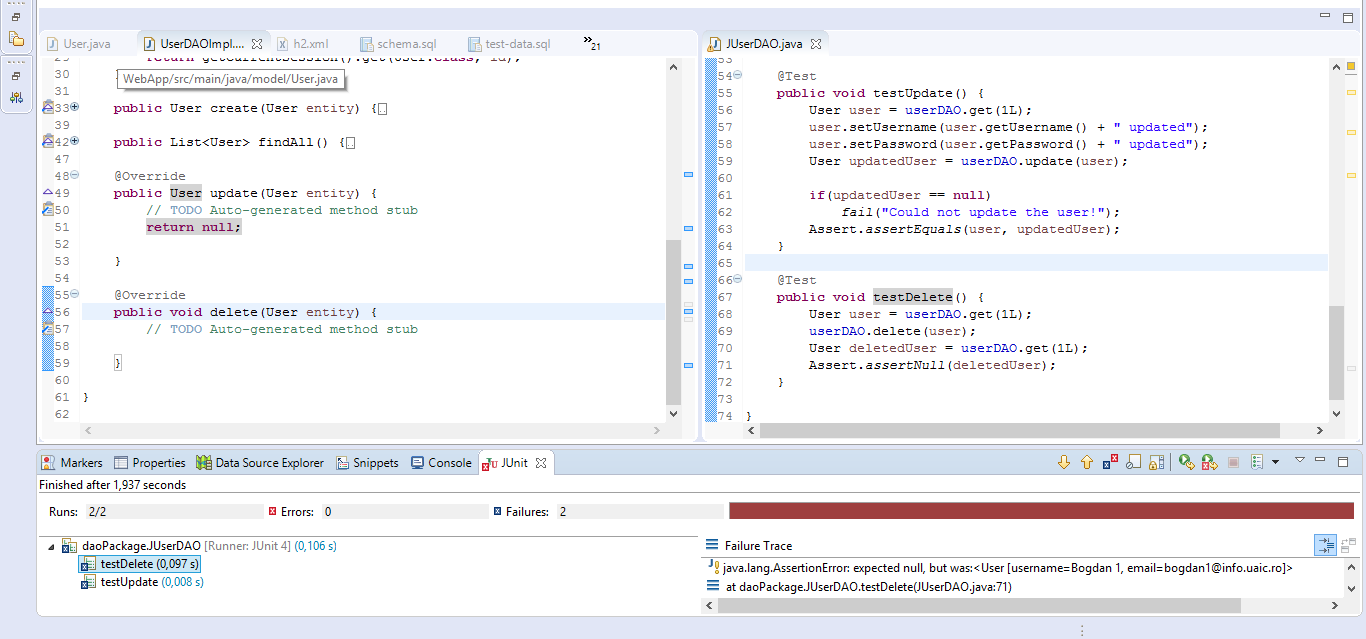 User.java
UserDAOImpl....
h2.xml
schema.sql
test-data.sql
»21
JUserDAO.java
29 return getCurrentSession().get(User.class, id);
30
WebApp/src/main/java/model/User.java
31
33 public User create(User entity) {
39
42 public List<User> findAll() {
47
48 @Override
49 public User update(User entity) {
50 // TODO Auto-generated method stub
51 return null;
52
53 }
54
55 @Override
56 public void delete(User entity) {
57 // TODO Auto-generated method stub
58
59 }
60
61 }
62
53
54 @Test
55 public void testUpdate() {
56 User user = userDAO.get(1L);
57 user.setUsername(user.getUsername() + " updated");
58 user.setPassword(user.getPassword() + " updated");
59 User updatedUser = userDAO.update(user);
60
61 if(updatedUser == null)
62 fail("Could not update the user!");
63 Assert.assertEquals(user, updatedUser);
64 }
65
66 @Test
67 public void testDelete() {
68 User user = userDAO.get(1L);
69 userDAO.delete(user);
70 User deletedUser = userDAO.get(1L);
71 Assert.assertNull(deletedUser);
72 }
73
74 }
Markers
Properties
Data Source Explorer
Snippets
Console
JUnit
Finished after 1,937 seconds
Runs: 2/2
Errors: 0
Failures: 2
daoPackage.JUserDAO [Runner: JUnit 4] (0,106 s)
testDelete (0,097 s)
testUpdate (0,008 s)
Failure Trace
java.lang.AssertionError: expected null, but was:<User [username=Bogdan 1, email=bogdan1@info.uaic.ro]>
at daoPackage.JUserDAO.testDelete(JUserDAO.java:71)